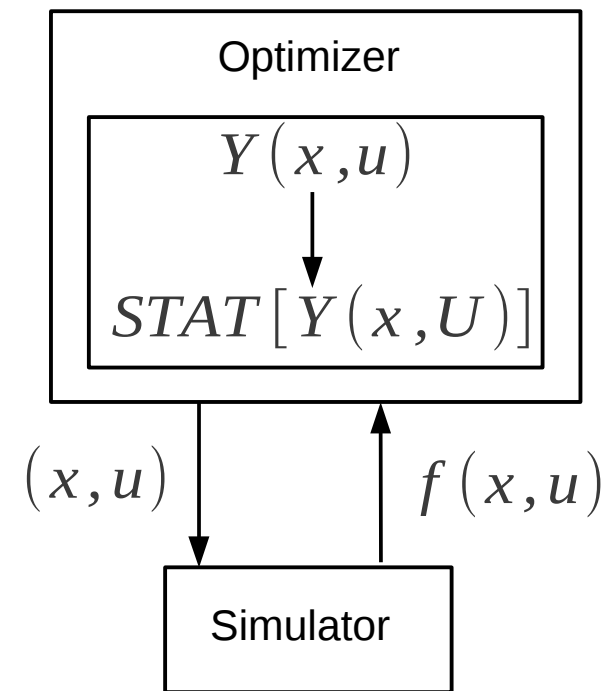 Optimizer
Y(x,u)
STAT[Y(x,U)]
(x,u)
f(x,u)
Simulator